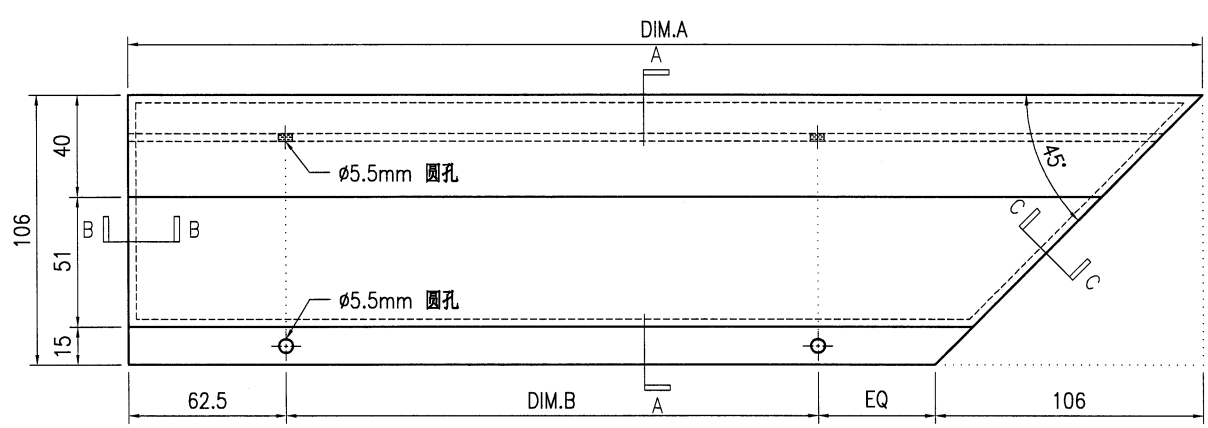 DIM.A
A
40
Ø5.5mm 圆孔
45°
106
B
B
C
51
C
Ø5.5mm 圆孔
15
62.5
DIM.B
A
EQ
106